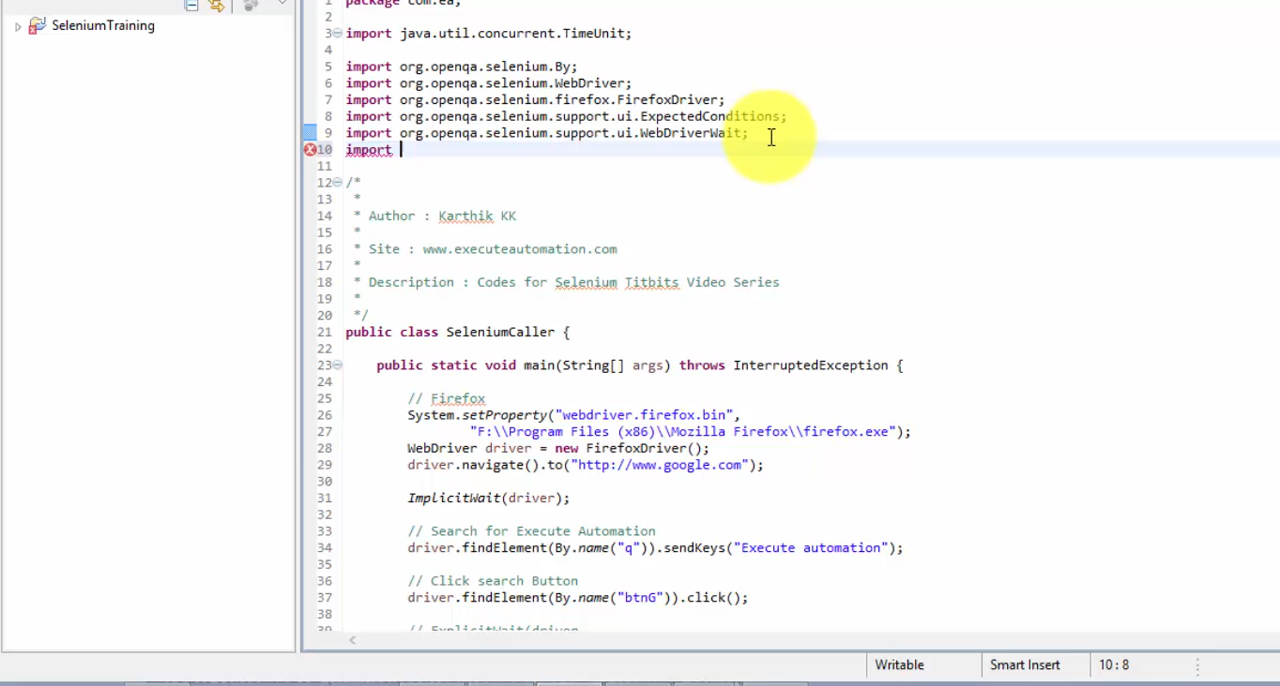 SeleniumTraining
1 package com.ea;
2
3 import java.util.concurrent.TimeUnit;
4
5 import org.openqa.selenium.By;
6 import org.openqa.selenium.WebDriver;
7 import org.openqa.selenium.firefox.FirefoxDriver;
8 import org.openqa.selenium.support.ui.ExpectedConditions;
9 import org.openqa.selenium.support.ui.WebDriverWait;
10 import
11
12 /*
13 *
14 * Author : Karthik KK
15 *
16 * Site : www.executeautomation.com
17 *
18 * Description : Codes for Selenium Titbits Video Series
19 *
20 */
21 public class SeleniumCaller {
22
23 public static void main(String[] args) throws InterruptedException {
24
25 // Firefox
26 System.setProperty("webdriver.firefox.bin",
27 "F:\\Program Files (x86)\\Mozilla Firefox\\firefox.exe");
28 WebDriver driver = new FirefoxDriver();
29 driver.navigate().to("http://www.google.com");
30
31 ImplicitWait(driver);
32
33 // Search for Execute Automation
34 driver.findElement(By.name("q")).sendKeys("Execute automation");
35
36 // Click search Button
37 driver.findElement(By.name("btnG")).click();
38
39 // ExplicitWait(driver
Writable Smart Insert 10 : 8